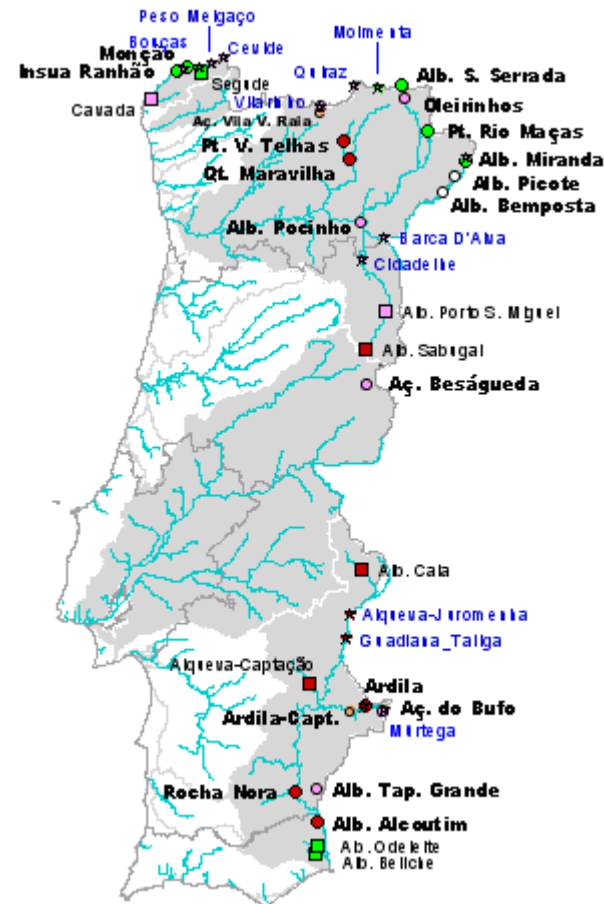 Peso Melgaço
Bouças
Monção
Cevide
Molmenta
Insua Ranhão
Segude
Quiraz
Alb. S. Serrada
Cavada
Vilarinho
Oleirinhos
Aç. Vila V. Raia
Pt. Rio Maças
Pt. V. Telhas
Qt. Maravilha
Alb. Miranda
Alb. Picote
Alb. Bemposta
Alb. Pocinho
Barca D'Alva
Cidadelhe
Alb. Porto S. Miguel
Alb. Sabugal
Aç. Beságueda
Alb. Caia
Alqueva-Juromenha
Guadiana_Taliga
Alqueva-Captação
Ardila
Ardila-Capt.
Aç. do Bufo
Murtega
Rocha Nora
Alb. Tap. Grande
Alb. Alcoutim
Ab. Odeleite
Alb. Beliche